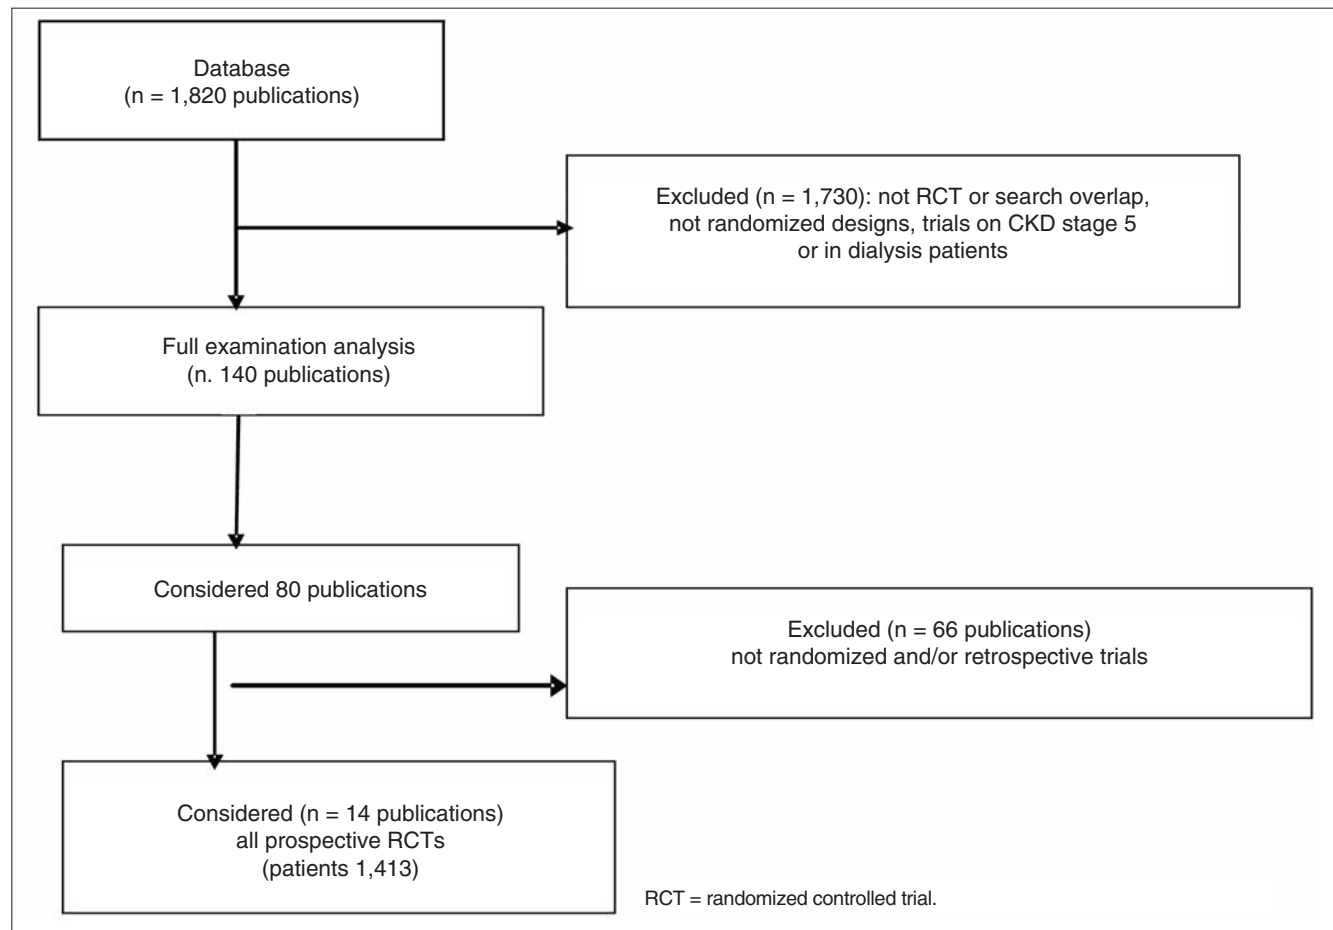 Database
(n = 1,820 publications)
Excluded (n = 1,730): not RCT or search overlap,
not randomized designs, trials on CKD stage 5
or in dialysis patients
Full examination analysis
(n. 140 publications)
Considered 80 publications
Excluded (n = 66 publications)
not randomized and/or retrospective trials
Considered (n = 14 publications)
all prospective RCTs
(patients 1,413)
RCT = randomized controlled trial.